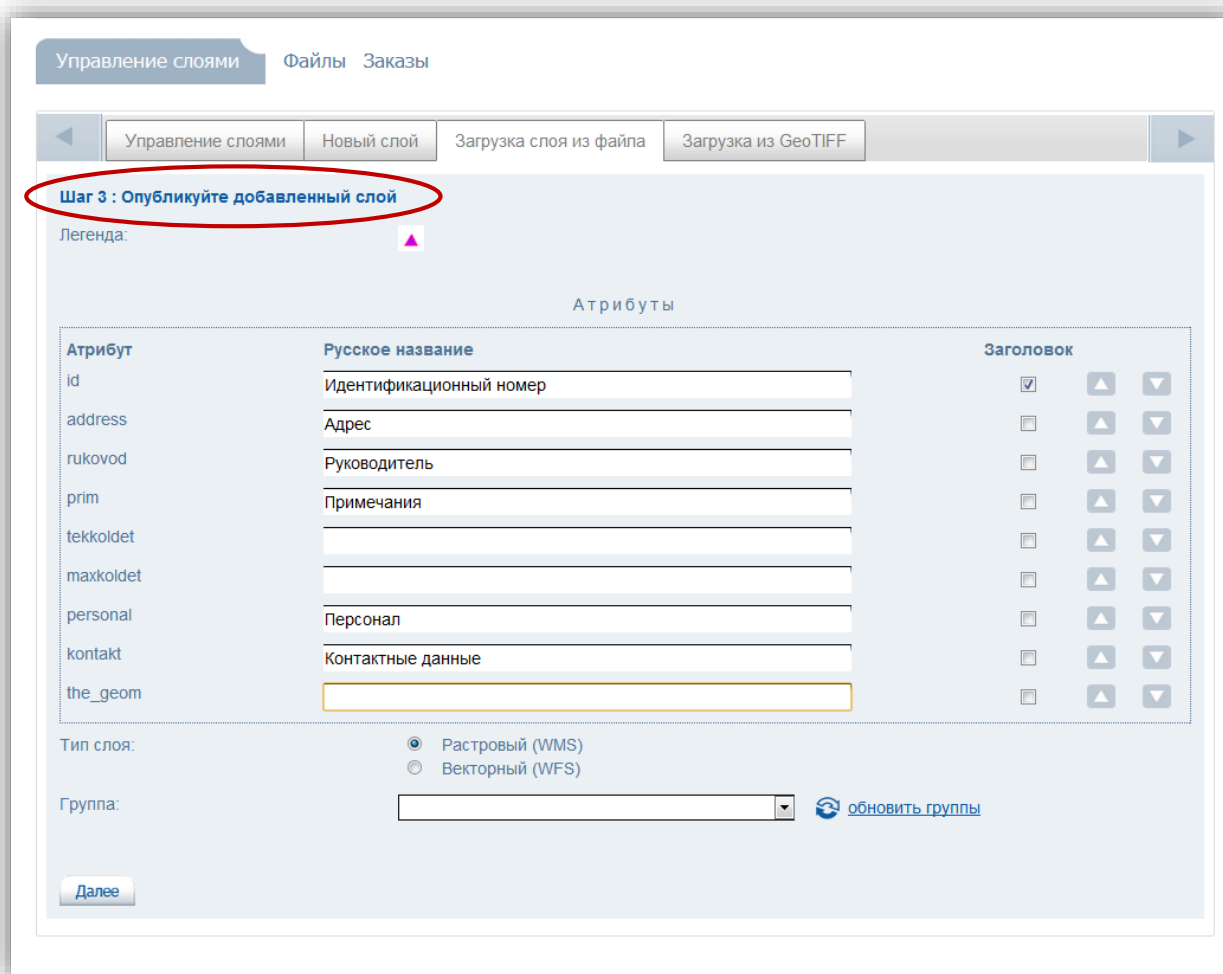 Управление слоями Файлы Заказы
Управление слоями Новый слой Загрузка слоя из файла Загрузка из GeoTIFF
Шаг 3 : Опубликуйте добавленный слой
Легенда:
Атрибуты
Атрибут Русское название Заголовок
id Идентификационный номер
address Адрес
rukovod Руководитель
prim Примечания
tekkoldet
maxkoldet
personal Персонал
kontakt Контактные данные
the_geom
Тип слоя: Растровый (WMS)
Векторный (WFS)
Группа: обновить группы
Далее